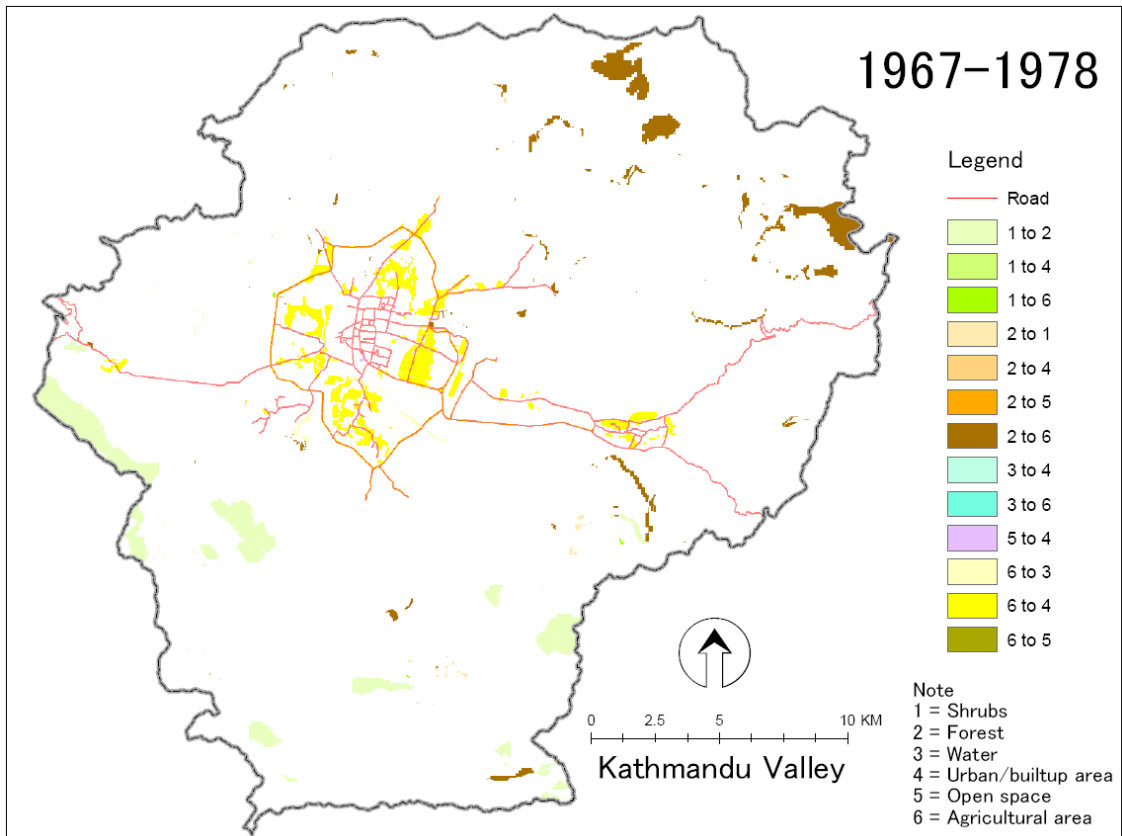 1967-1978
Legend
Road
1 to 2
1 to 4
1 to 6
2 to 1
2 to 4
2 to 5
2 to 6
3 to 4
3 to 6
5 to 4
6 to 3
6 to 4
6 to 5
0 2.5 5 10 KM
Kathmandu Valley
Note
1 = Shrubs
2 = Forest
3 = Water
4 = Urban/builtup area
5 = Open space
6 = Agricultural area